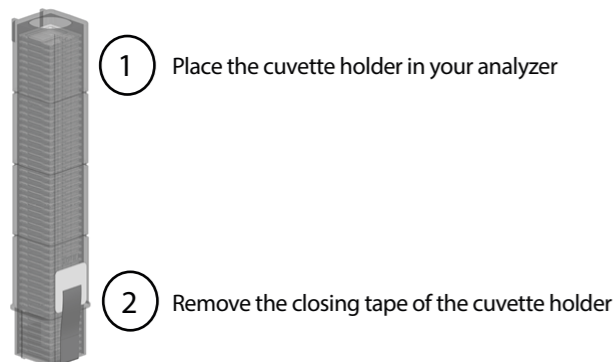 1 Place the cuvette holder in your analyzer
2 Remove the closing tape of the cuvette holder